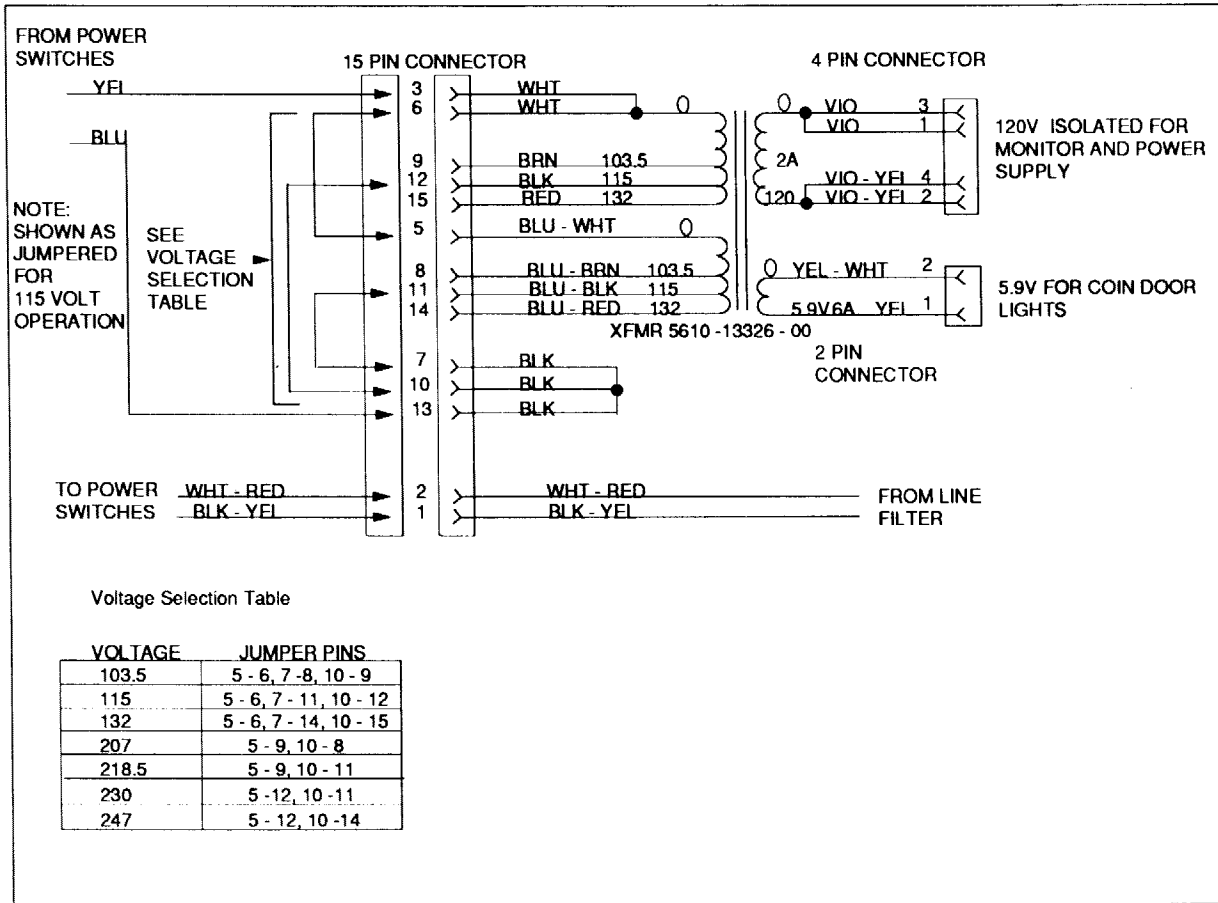 FROM POWER
SWITCHES
15 PIN CONNECTOR
4 PIN CONNECTOR
YEL
3
WHT
6
WHT
0
0
VIO
3
VIO
1
120V ISOLATED FOR
MONITOR AND POWER
SUPPLY
BLU
9
BRN
103.5
2A
12
BLK
115
VIO - YEL
4
15
RED
132
120
VIO - YEL
2
NOTE:
SHOWN AS
JUMPERED
FOR
115 VOLT
OPERATION
SEE
VOLTAGE
SELECTION
TABLE
5
BLU - WHT
0
8
BLU - BRN
103.5
0
YEL - WHT
2
11
BLU - BLK
115
5.9V FOR COIN DOOR
LIGHTS
14
BLU - RED
132
5.9V6A
YEL
1
XFMR 5610 -13326 - 00
2 PIN
CONNECTOR
7
BLK
10
BLK
13
BLK
TO POWER
SWITCHES
WHT - RED
2
WHT - RED
BLK - YEL
1
BLK - YEL
FROM LINE
FILTER
Voltage Selection Table
VOLTAGE JUMPER PINS
103.5 5 - 6, 7 -8, 10 - 9
115 5 - 6, 7 - 11, 10 - 12
132 5 - 6, 7 - 14, 10 - 15
207 5 - 9, 10 - 8
218.5 5 - 9, 10 - 11
230 5 -12, 10 -11
247 5 - 12, 10 -14